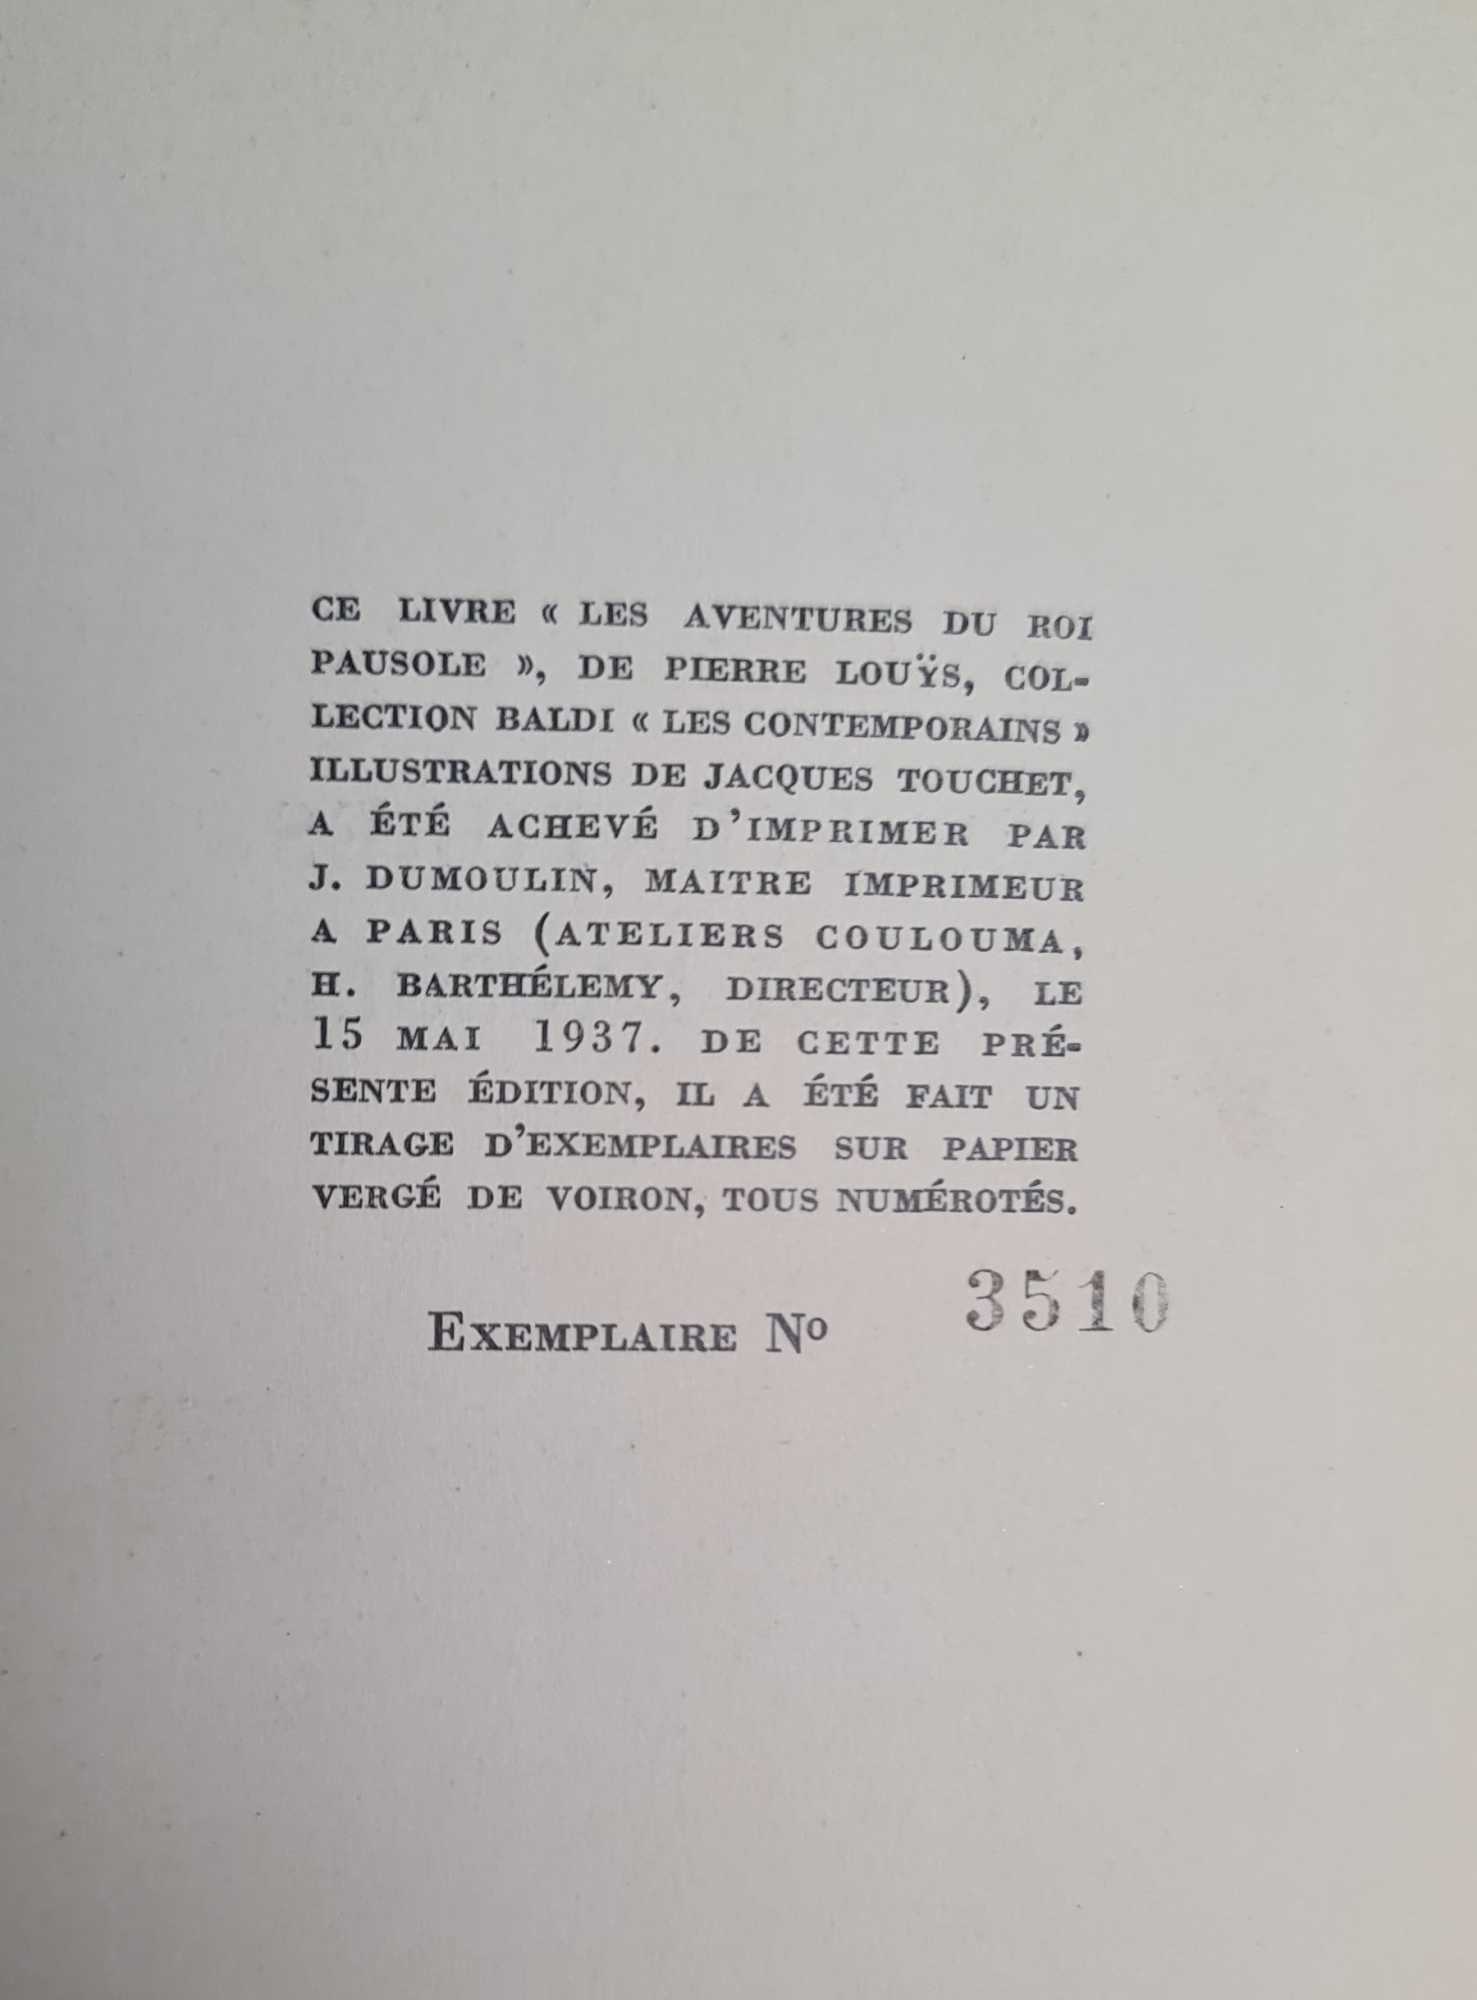 CE LIVRE « LES AVENTURES DU ROI
PAUSOLE », DE PIERRE LOUŸS, COL-
LECTION BALDI « LES CONTEMPORAINS »
ILLUSTRATIONS DE JACQUES TOUCHET,
A ÉTÉ ACHEVÉ D'IMPRIMER PAR
J. DUMOULIN, MAITRE IMPRIMEUR
A PARIS (ATELIERS COULOUMA,
H. BARTHÉLEMY, DIRECTEUR), LE
15 MAI 1937. DE CETTE PRÉ-
SENTE ÉDITION, IL A ÉTÉ FAIT UN
TIRAGE D'EXEMPLAIRES SUR PAPIER
VERGÉ DE VOIRON, TOUS NUMÉROTÉS.
EXEMPLAIRE Nº 3510